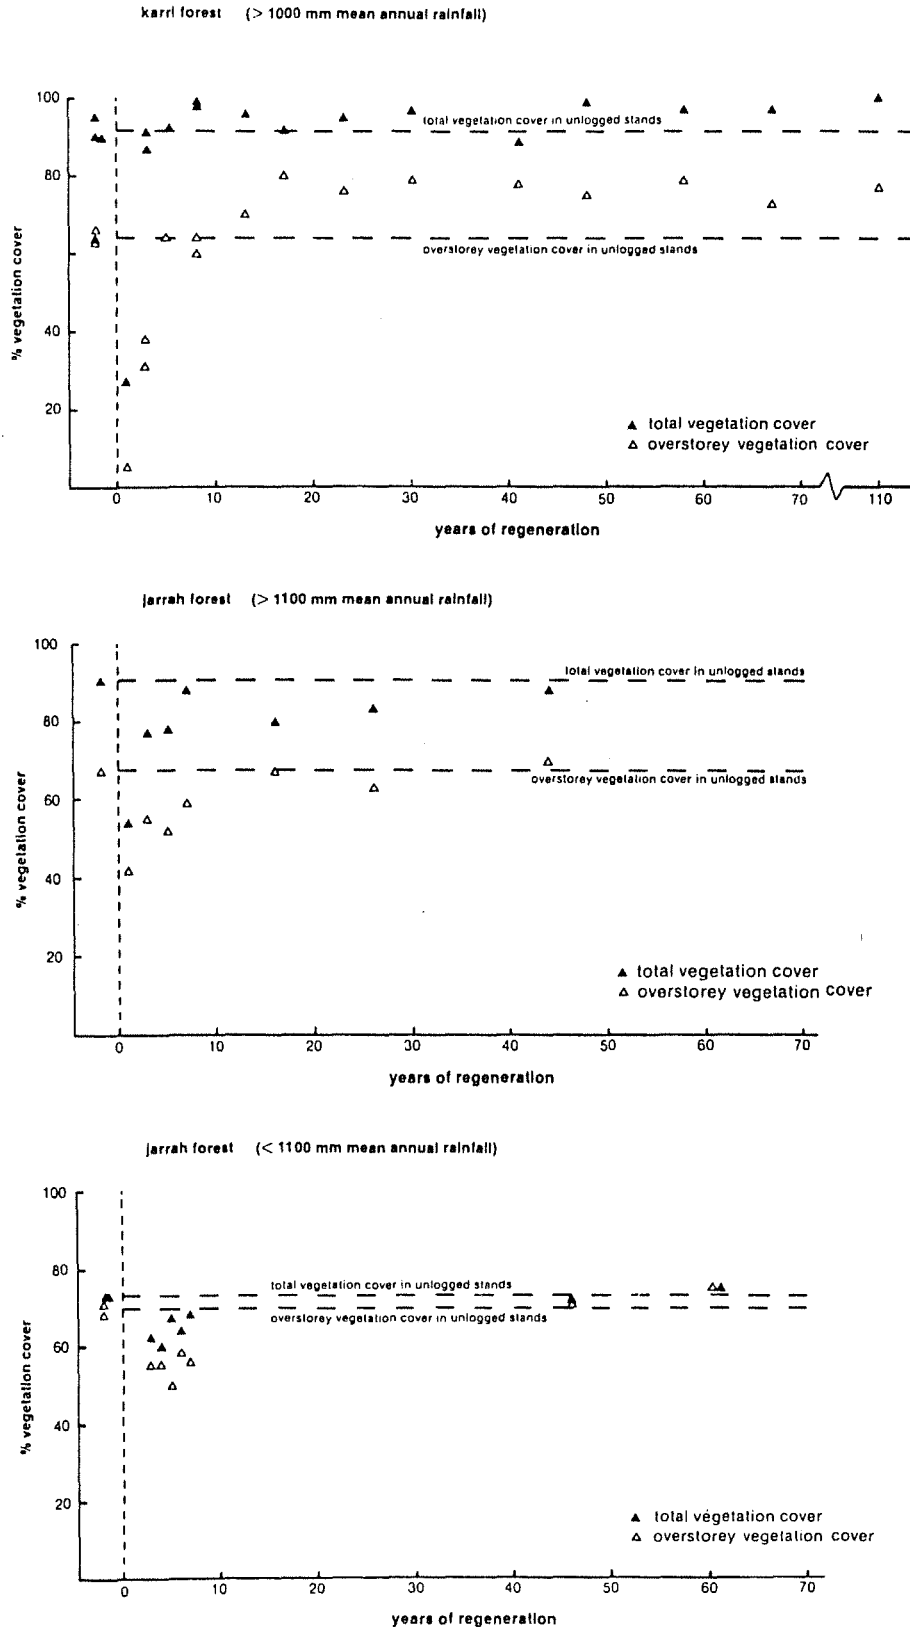 karri forest (> 1000 mm mean annual rainfall)
100
80
40
20
% vegetation cover
total vegetation cover in unlogged stands
overstorey vegetation cover in unlogged stands
▲ total vegetation cover
△ overstorey vegetation cover
0 10 20 30 40 50 60 70 110
years of regeneration
jarrah forest (> 1100 mm mean annual rainfall)
100
80
60
40
20
% vegetation cover
total vegetation cover in unlogged stands
overstorey vegetation cover in unlogged stands
▲ total vegetation cover
△ overstorey vegetation cover
0 10 20 30 40 50 60 70
years of regeneration
jarrah forest (< 1100 mm mean annual rainfall)
100
80
60
40
20
% vegetation cover
total vegetation cover in unlogged stands
overstorey vegetation cover in unlogged stands
▲ total vegetation cover
△ overstorey vegetation cover
0 10 20 30 40 50 60 70
years of regeneration